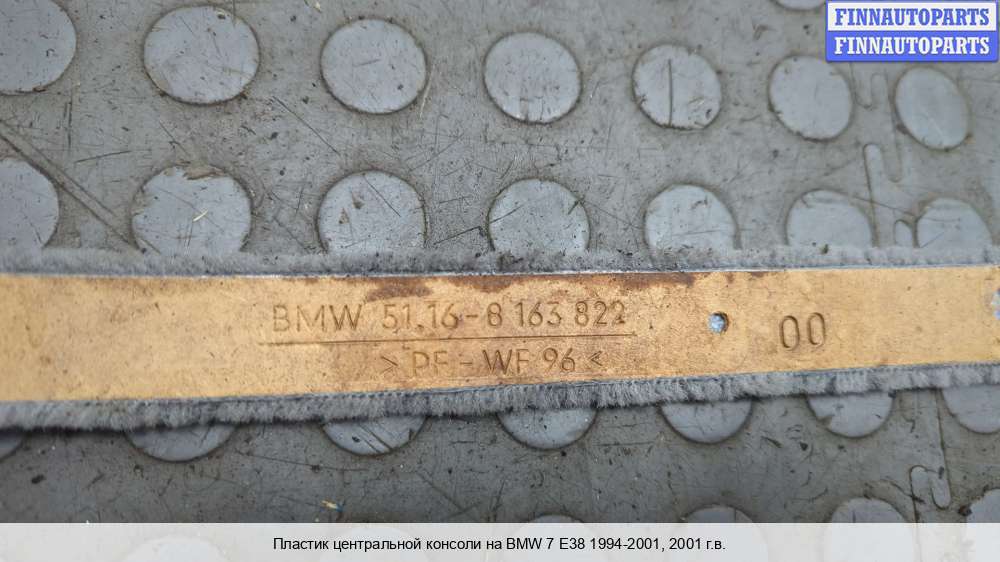 FINNAUTOPARTS
FINNAUTOPARTS
BMW 51.16-8 163 822
00
>PF-WF 96<
Пластик центральной консоли на BMW 7 E38 1994-2001, 2001 г.в.